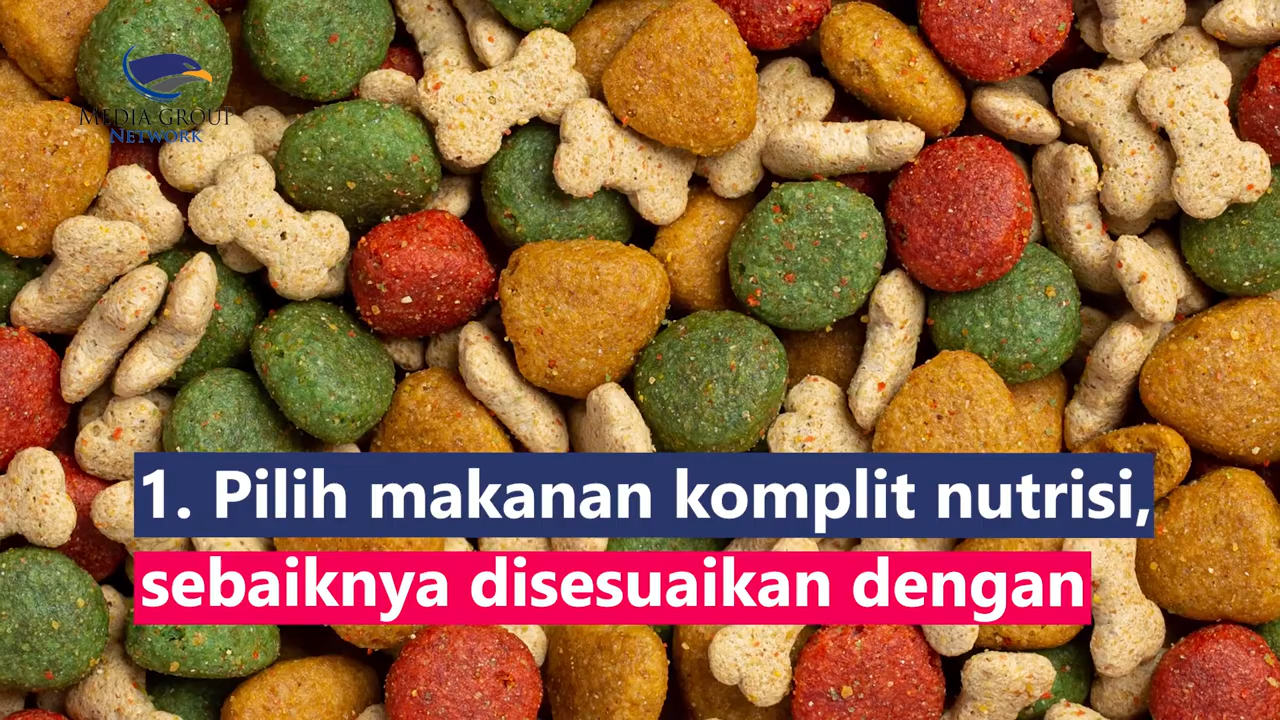 MEDIA GROUP
NETWORK
1. Pilih makanan komplit nutrisi,
sebaiknya disesuaikan dengan